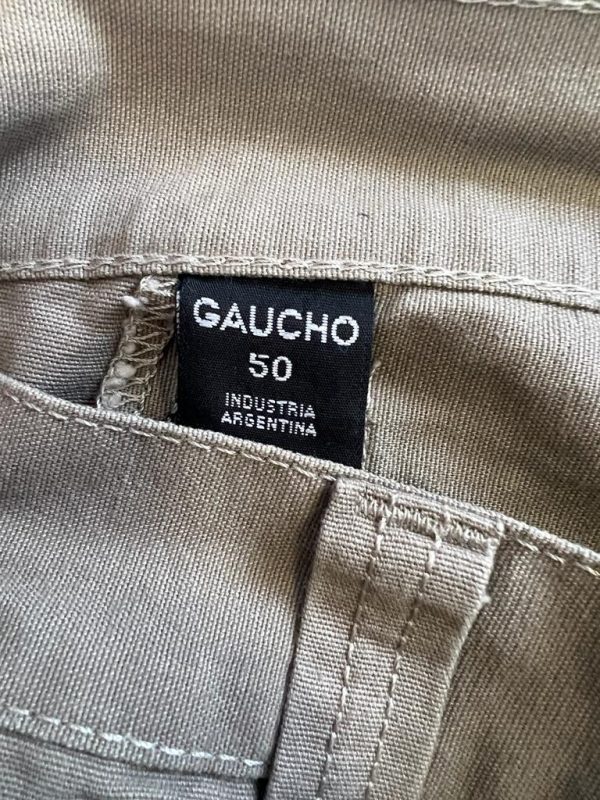 GAUCHO
50
INDUSTRIA
ARGENTINA